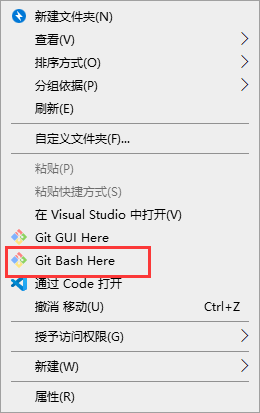 新建文件夹(N)
查看(V)
排序方式(O)
分组依据(P)
刷新(E)
自定义文件夹(F)...
粘贴(P)
粘贴快捷方式(S)
在 Visual Studio 中打开(V)
Git GUI Here
Git Bash Here
通过 Code 打开
撤消 移动(U) Ctrl+Z
授予访问权限(G)
新建(W)
属性(R)